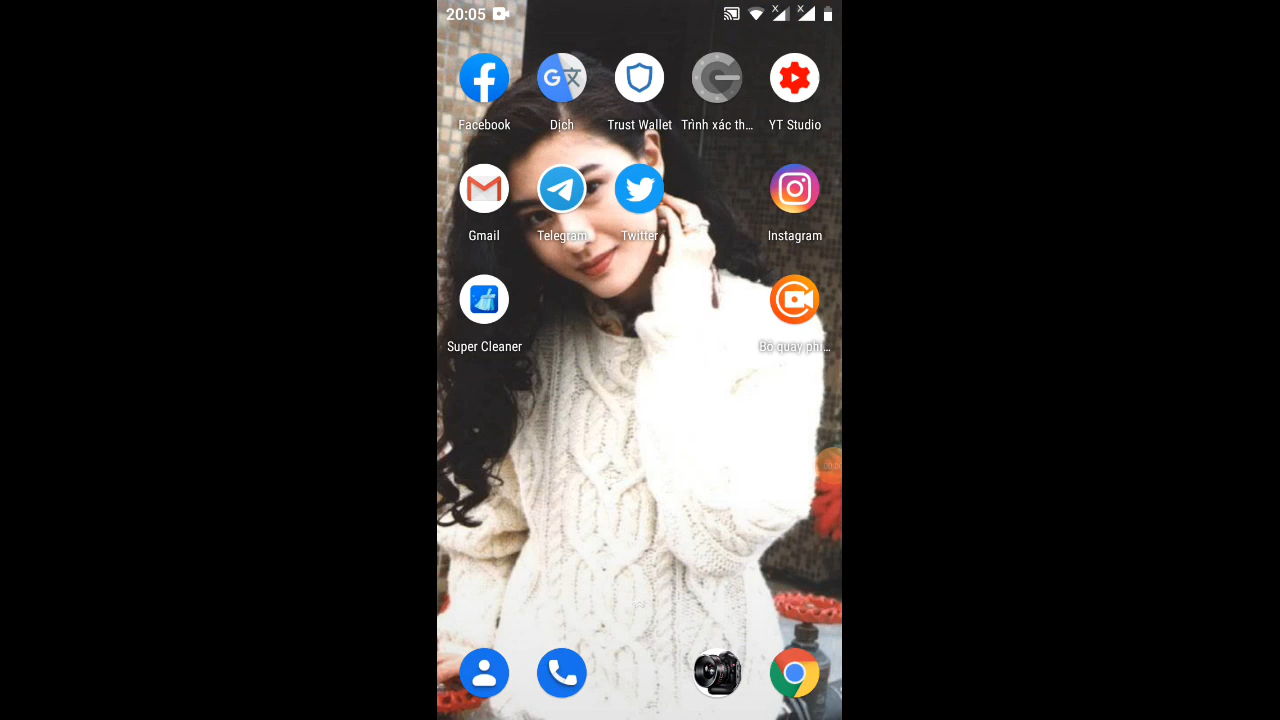 20:05
Facebook
Dịch
Trust Wallet
Trình xác th...
YT Studio
Gmail
Telegram
Twitter
Instagram
Super Cleaner
Bộ quay phi...